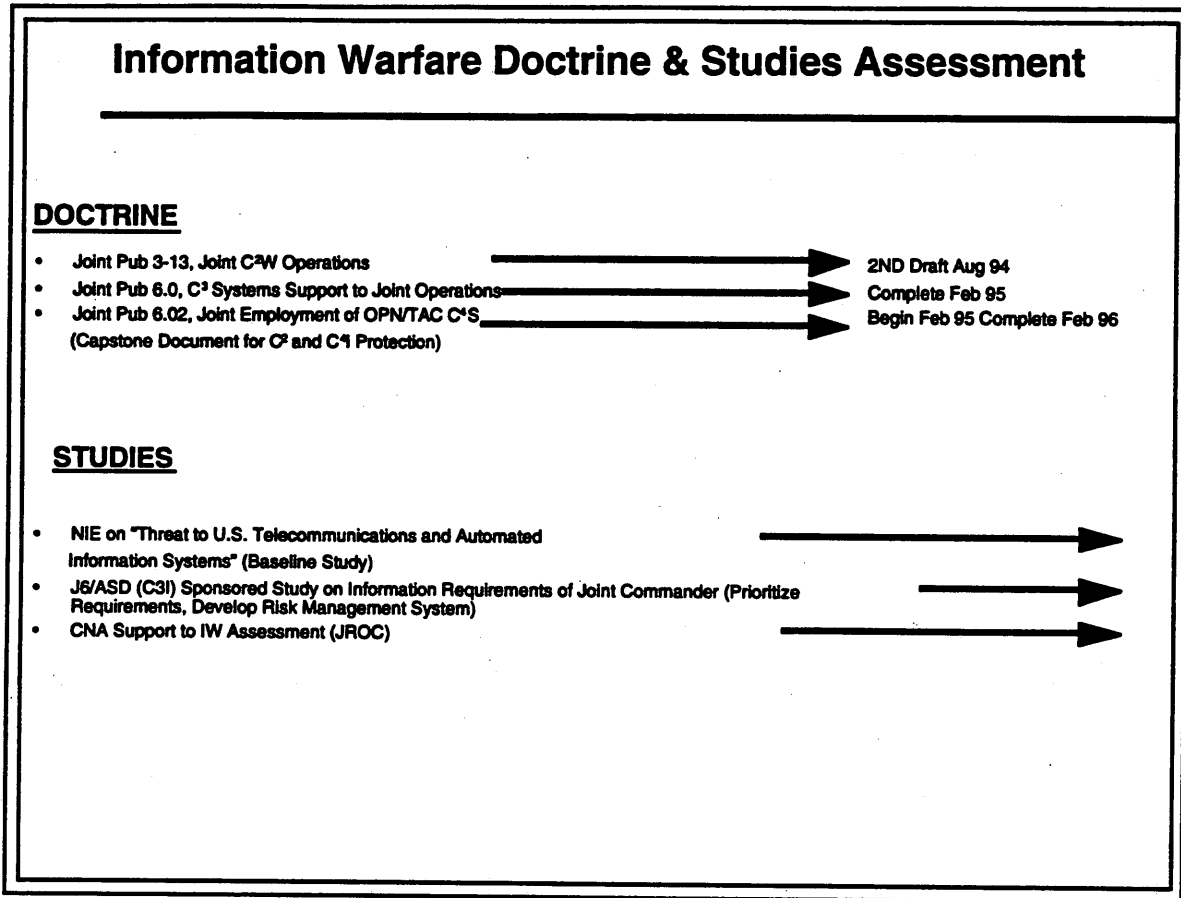 Information Warfare Doctrine & Studies Assessment
DOCTRINE
• Joint Pub 3-13, Joint C²W Operations 2ND Draft Aug 94
• Joint Pub 6.0, C³ Systems Support to Joint Operations Complete Feb 95
• Joint Pub 6.02, Joint Employment of OPN/TAC C⁴S Begin Feb 95 Complete Feb 96
(Capstone Document for C² and C⁴I Protection)
STUDIES
• NIE on "Threat to U.S. Telecommunications and Automated
Information Systems" (Baseline Study)
• J6/ASD (C3I) Sponsored Study on Information Requirements of Joint Commander (Prioritize
Requirements, Develop Risk Management System)
• CNA Support to IW Assessment (JROC)